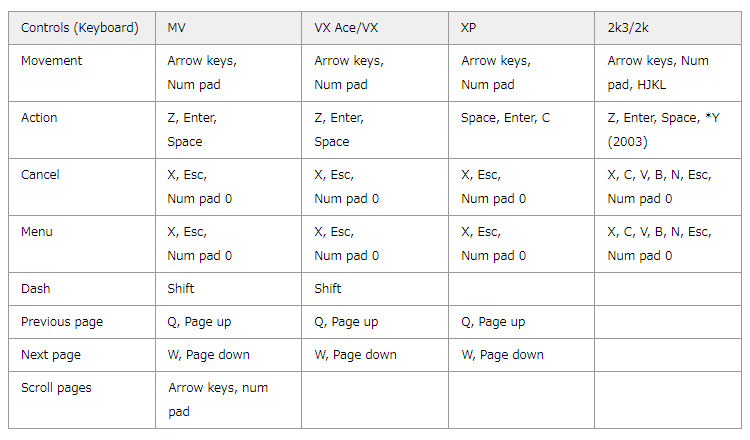 Controls (Keyboard) MV VX Ace/VX XP 2k3/2k
Movement Arrow keys, Arrow keys, Arrow keys, Arrow keys, Num
Num pad Num pad Num pad pad, HJKL
Action Z, Enter, Z, Enter, Space, Enter, C Z, Enter, Space, *Y
Space Space (2003)
Cancel X, Esc, X, Esc, X, Esc, X, C, V, B, N, Esc,
Num pad 0 Num pad 0 Num pad 0 Num pad 0
Menu X, Esc, X, Esc, X, Esc, X, C, V, B, N, Esc,
Num pad 0 Num pad 0 Num pad 0 Num pad 0
Dash Shift Shift
Previous page Q, Page up Q, Page up Q, Page up
Next page W, Page down W, Page down W, Page down
Scroll pages Arrow keys, num
pad